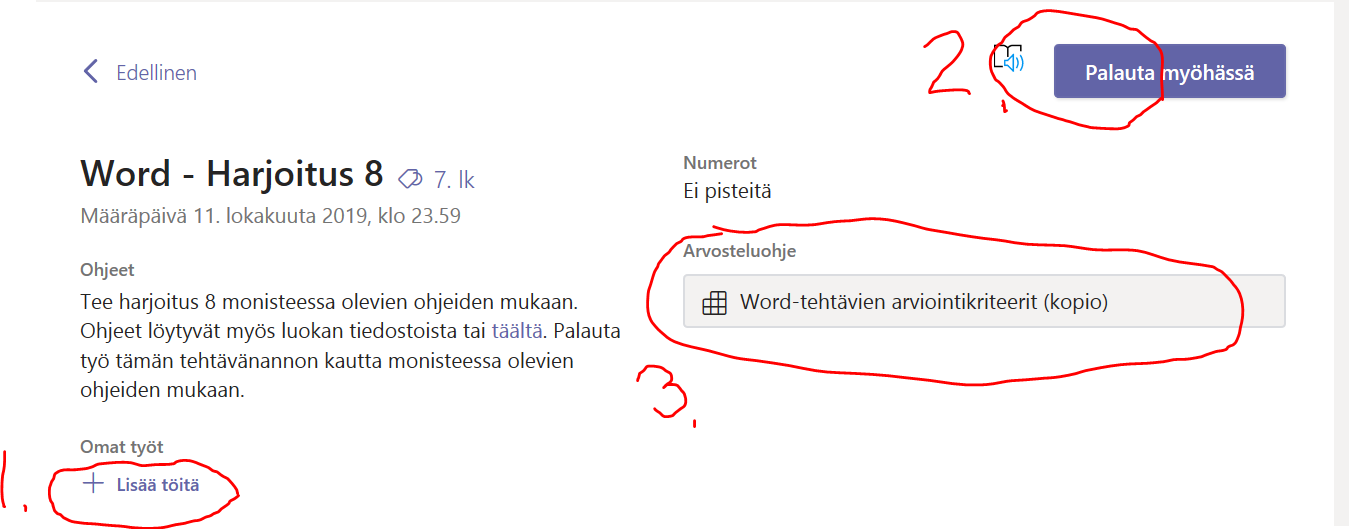 Edellinen
2.
Palauta myöhässä
Word - Harjoitus 8 7. lk
Määräpäivä 11. lokakuuta 2019, klo 23.59
Ohjeet
Tee harjoitus 8 monisteessa olevien ohjeiden mukaan.
Ohjeet löytyvät myös luokan tiedostoista tai täältä. Palauta
työ tämän tehtävänannon kautta monisteessa olevien
ohjeiden mukaan.
Omat työt
1.
Lisää töitä
Numerot
Ei pisteitä
Arvosteluohje
Word-tehtävien arviointikriteerit (kopio)
3.